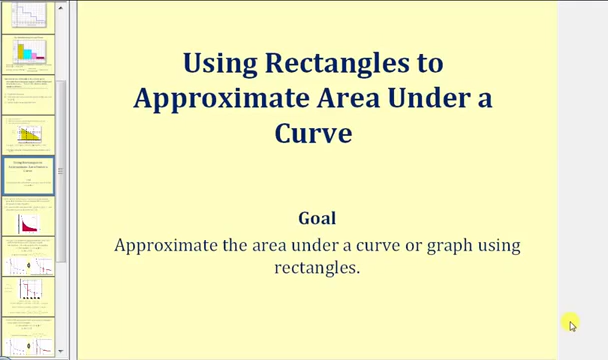 Using Rectangles to
Approximate Area Under a
Curve
Goal
Approximate the area under a curve or graph using
rectangles.